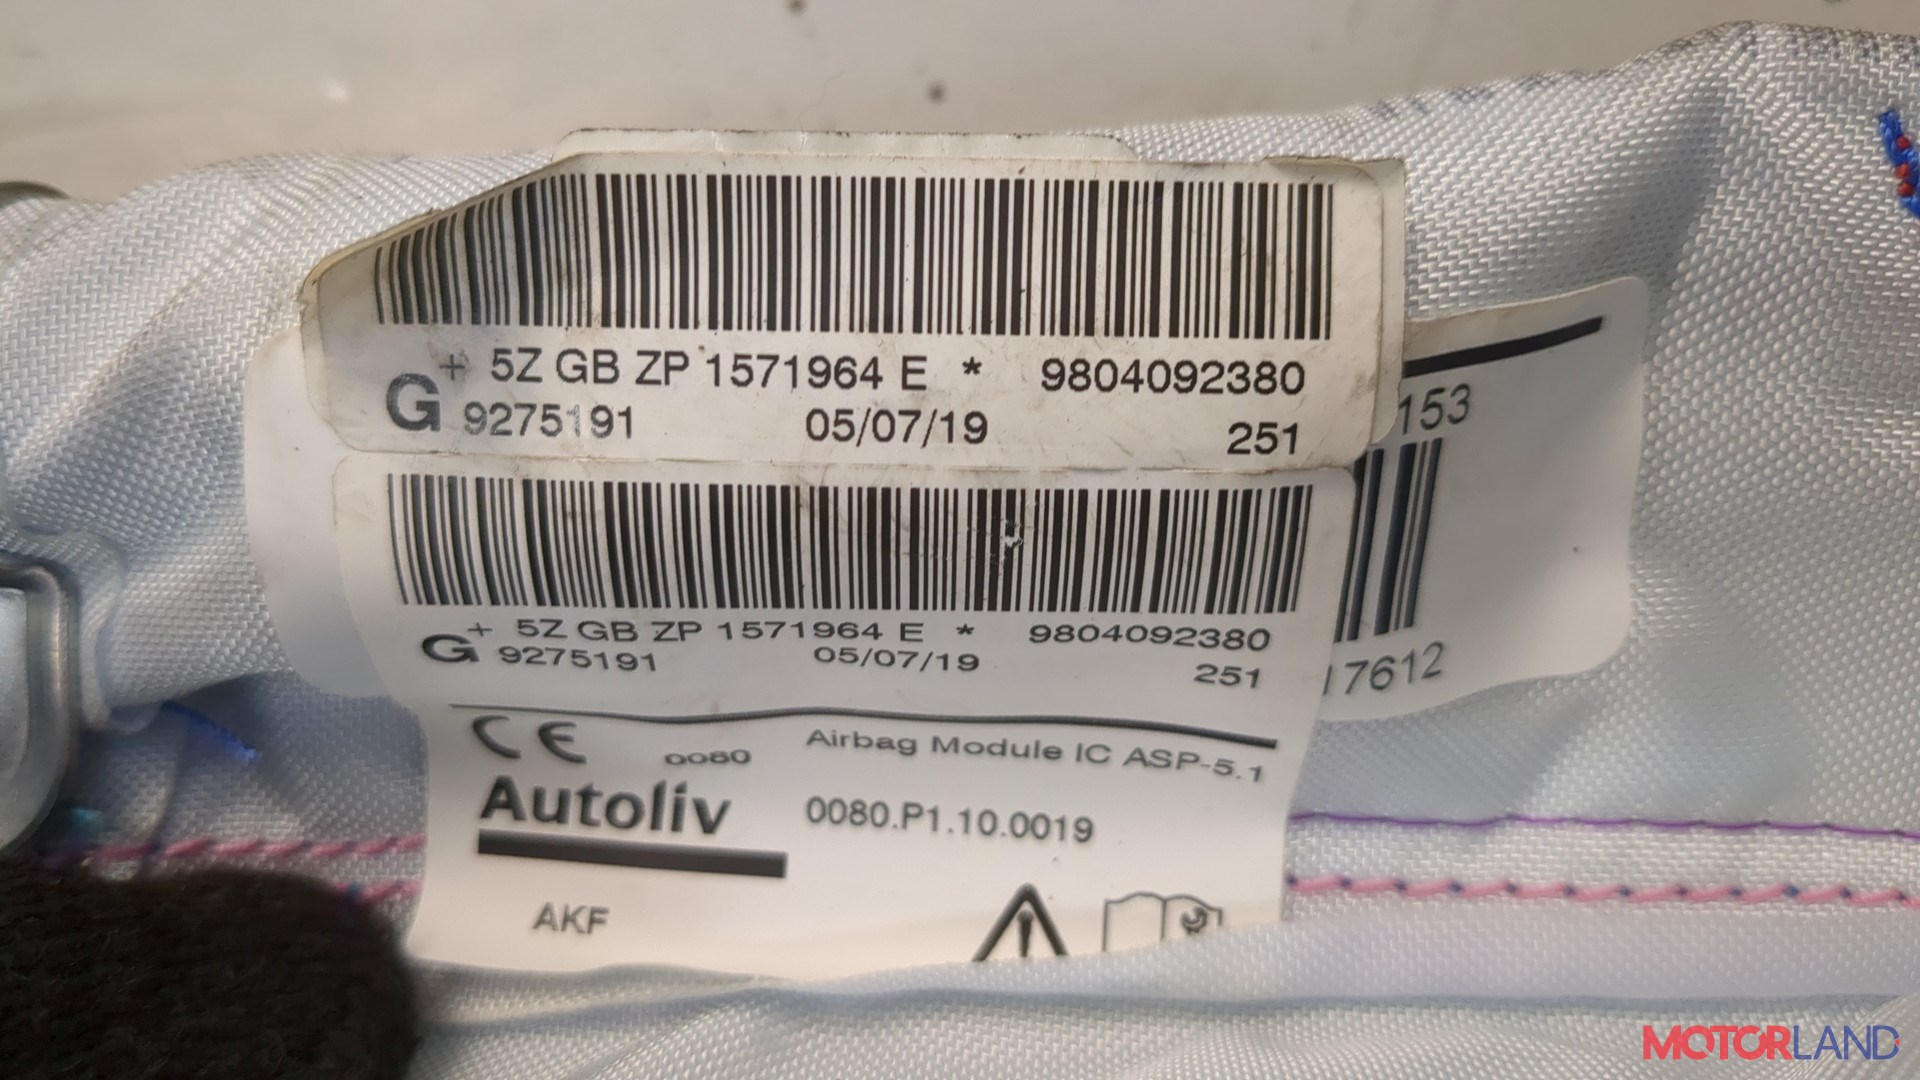 + 5Z GB ZP 1571964 E * 9804092380
G 9275191 05/07/19 251
153
+ 5Z GB ZP 1571964 E * 9804092380
G 9275191 05/07/19 251
17612
CE 0080 Airbag Module IC ASP-5.1
Autoliv 0080.P1.10.0019
AKF
MOTORLAND